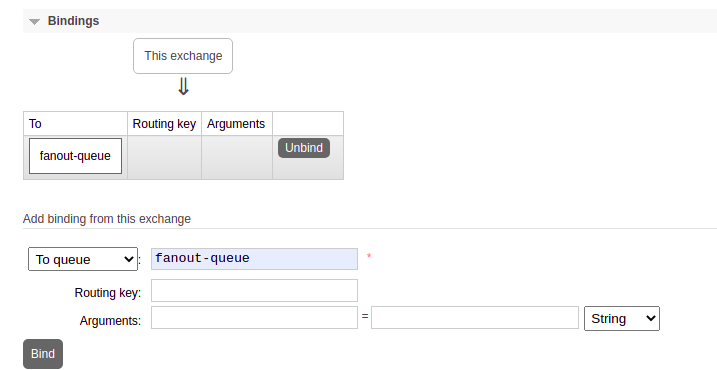 Bindings
This exchange
⇓
To Routing key Arguments
fanout-queue Unbind
Add binding from this exchange
To queue : fanout-queue *
Routing key:
Arguments: = String
Bind